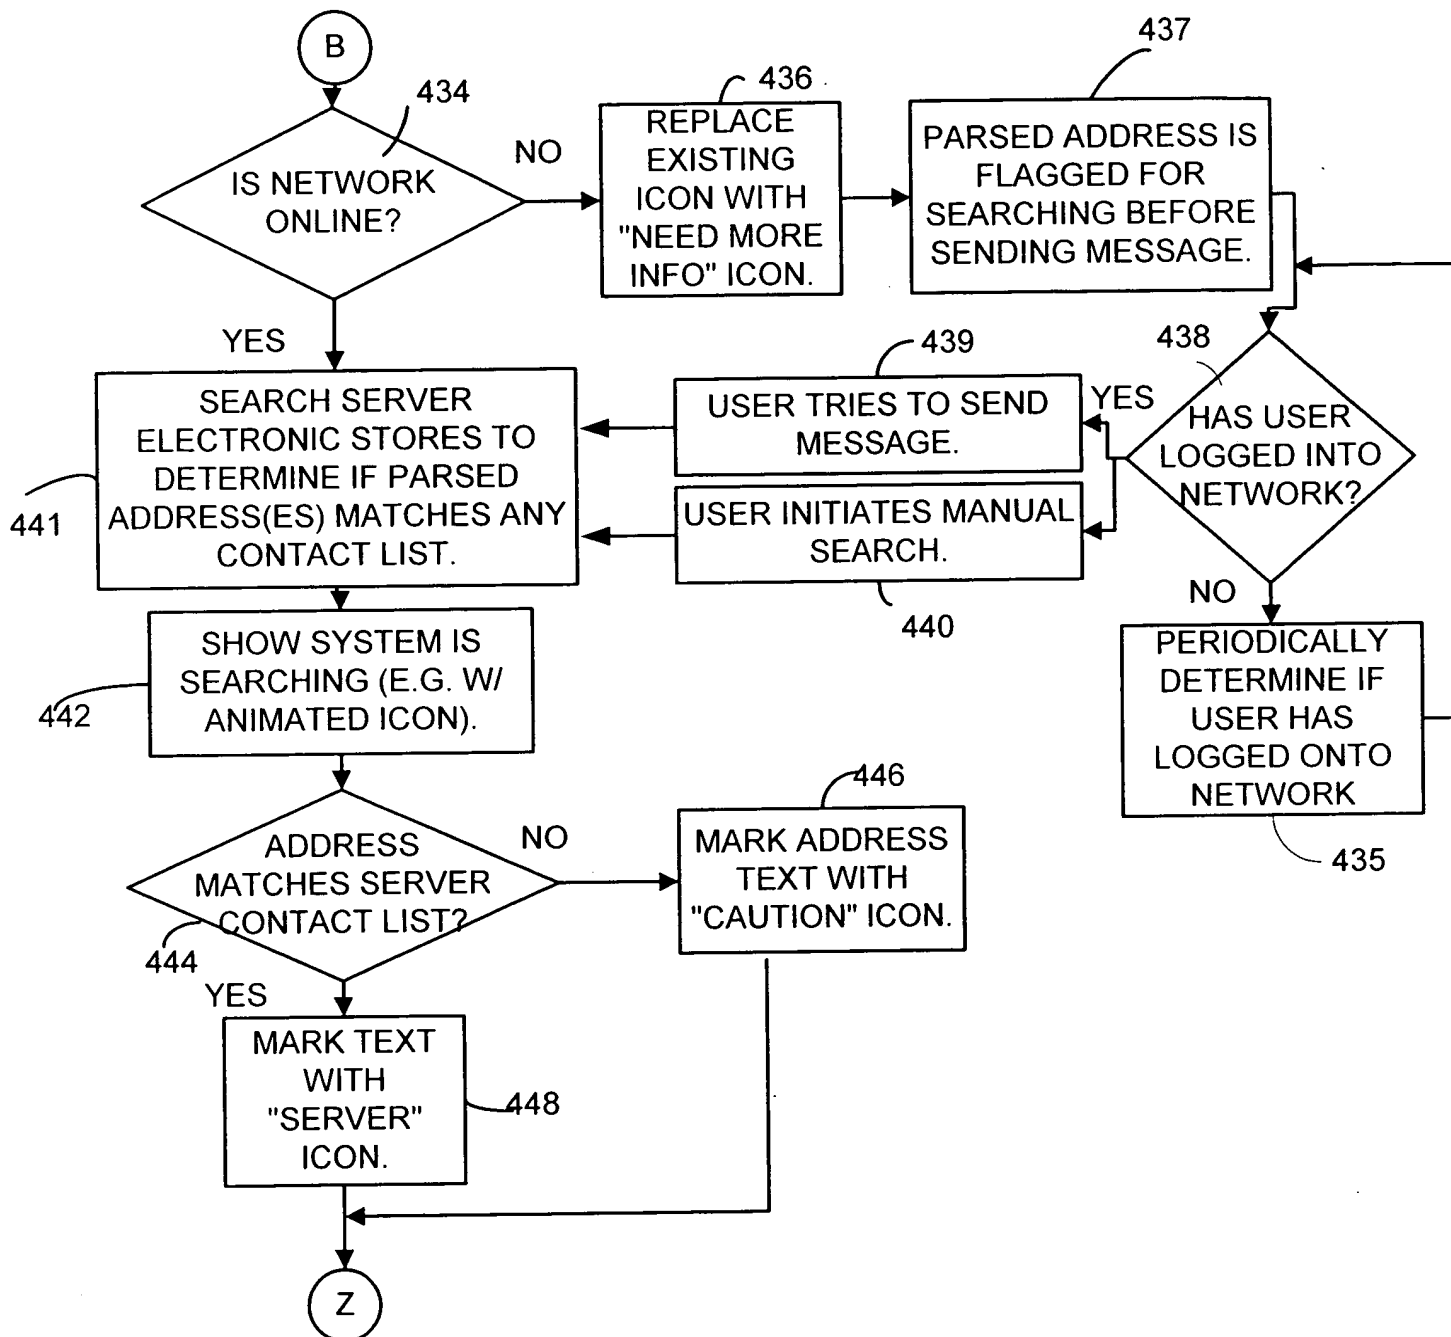 B
434
IS NETWORK
ONLINE?
NO
436
REPLACE
EXISTING
ICON WITH
"NEED MORE
INFO" ICON.
437
PARSED ADDRESS IS
FLAGGED FOR
SEARCHING BEFORE
SENDING MESSAGE.
YES
438
HAS USER
LOGGED INTO
NETWORK?
YES
439
USER TRIES TO SEND
MESSAGE.
USER INITIATES MANUAL
SEARCH.
440
NO
PERIODICALLY
DETERMINE IF
USER HAS
LOGGED ONTO
NETWORK
435
SEARCH SERVER
ELECTRONIC STORES TO
DETERMINE IF PARSED
ADDRESS(ES) MATCHES ANY
CONTACT LIST.
441
SHOW SYSTEM IS
SEARCHING (E.G. W/
ANIMATED ICON).
442
ADDRESS
MATCHES SERVER
CONTACT LIST?
444
NO
446
MARK ADDRESS
TEXT WITH
"CAUTION" ICON.
YES
MARK TEXT
WITH
"SERVER"
ICON.
448
Z